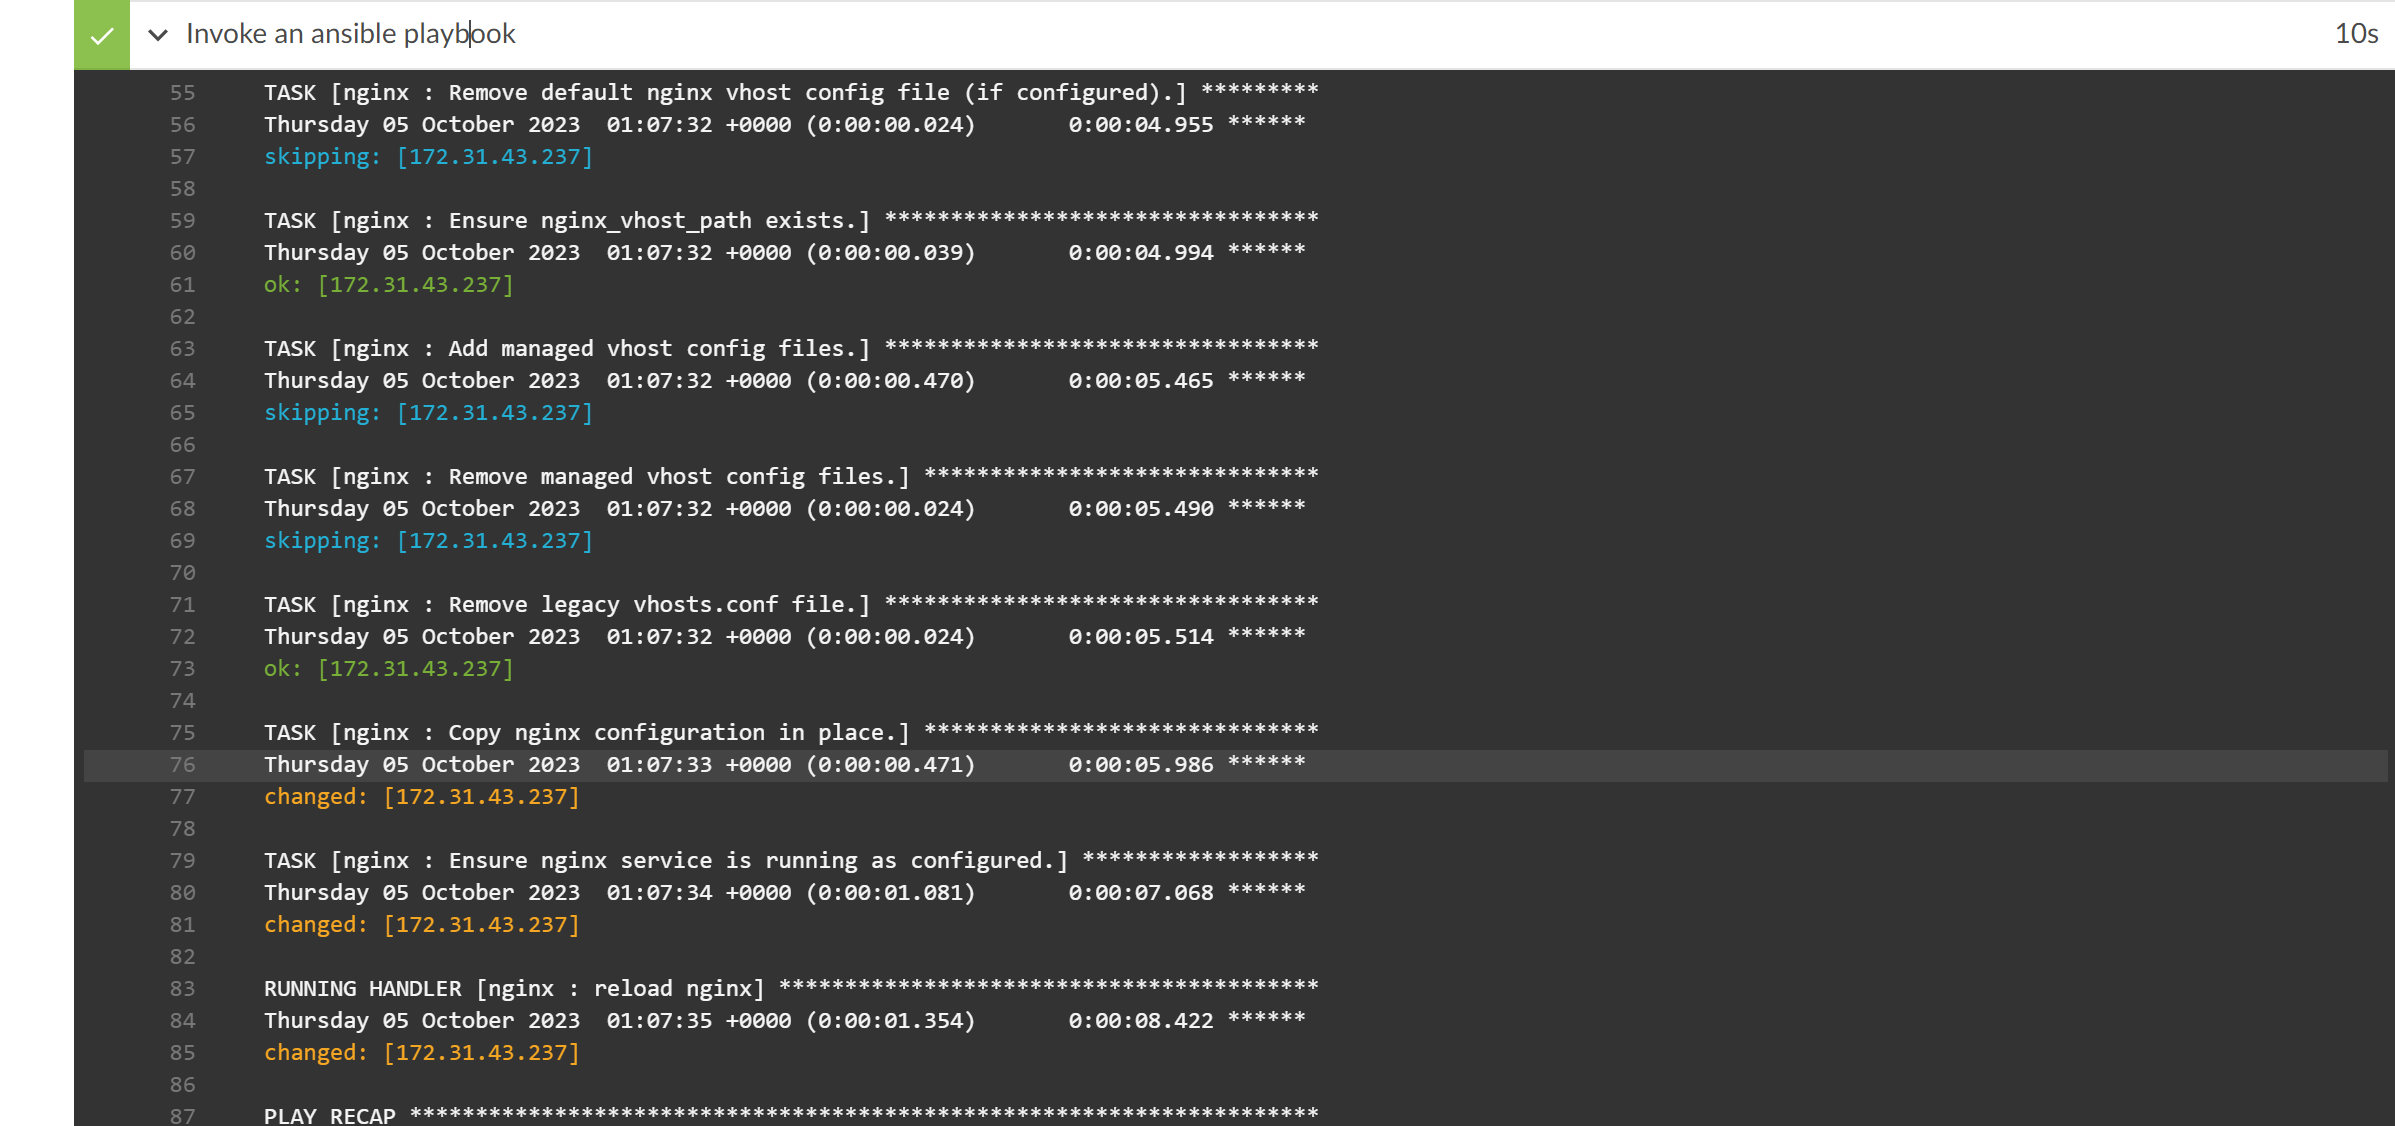 Invoke an ansible playbook 10s
55 TASK [nginx : Remove default nginx vhost config file (if configured).] *********
56 Thursday 05 October 2023  01:07:32 +0000 (0:00:00.024)       0:00:04.955 ******
57 skipping: [172.31.43.237]
58
59 TASK [nginx : Ensure nginx_vhost_path exists.] *********************************
60 Thursday 05 October 2023  01:07:32 +0000 (0:00:00.039)       0:00:04.994 ******
61 ok: [172.31.43.237]
62
63 TASK [nginx : Add managed vhost config files.] *********************************
64 Thursday 05 October 2023  01:07:32 +0000 (0:00:00.470)       0:00:05.465 ******
65 skipping: [172.31.43.237]
66
67 TASK [nginx : Remove managed vhost config files.] ******************************
68 Thursday 05 October 2023  01:07:32 +0000 (0:00:00.024)       0:00:05.490 ******
69 skipping: [172.31.43.237]
70
71 TASK [nginx : Remove legacy vhosts.conf file.] *********************************
72 Thursday 05 October 2023  01:07:32 +0000 (0:00:00.024)       0:00:05.514 ******
73 ok: [172.31.43.237]
74
75 TASK [nginx : Copy nginx configuration in place.] ******************************
76 Thursday 05 October 2023  01:07:33 +0000 (0:00:00.471)       0:00:05.986 ******
77 changed: [172.31.43.237]
78
79 TASK [nginx : Ensure nginx service is running as configured.] ******************
80 Thursday 05 October 2023  01:07:34 +0000 (0:00:01.081)       0:00:07.068 ******
81 changed: [172.31.43.237]
82
83 RUNNING HANDLER [nginx : reload nginx] *****************************************
84 Thursday 05 October 2023  01:07:35 +0000 (0:00:01.354)       0:00:08.422 ******
85 changed: [172.31.43.237]
86
87 PLAY RECAP *********************************************************************